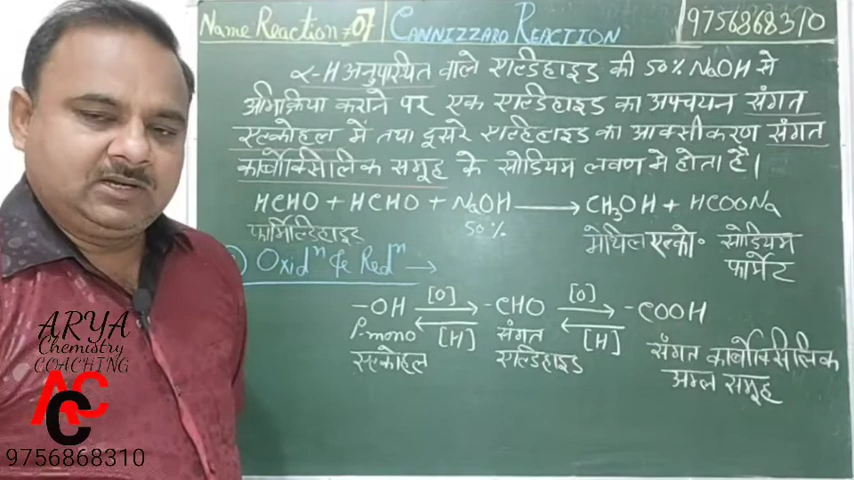 Name Reaction = 07
CANNIZZARO REACTION
9756868310
α-H अनुपस्थित वाले एल्डिहाइड की 50% NaOH से
अभिक्रिया कराने पर एक एल्डिहाइड का अपचयन संगत
एल्कोहल में तथा दूसरे एल्डिहाइड का आक्सीकरण संगत
कार्बोक्सिलिक समूह के सोडियम लवण में होता है।
HCHO + HCHO + NaOH → CH3OH + HCOONa
फार्मिल्डिहाइड 50% मेथिल एल्को० सोडियम
फार्मेट
Oxidⁿ & Redⁿ →
-OH [O] -CHO [O] -COOH
P-mono [H] संगत [H] संगत कार्बोक्सिलिक
एल्कोहल एल्डिहाइड अम्ल समूह
ARYA
Chemistry
COACHING
ACC
9756868310